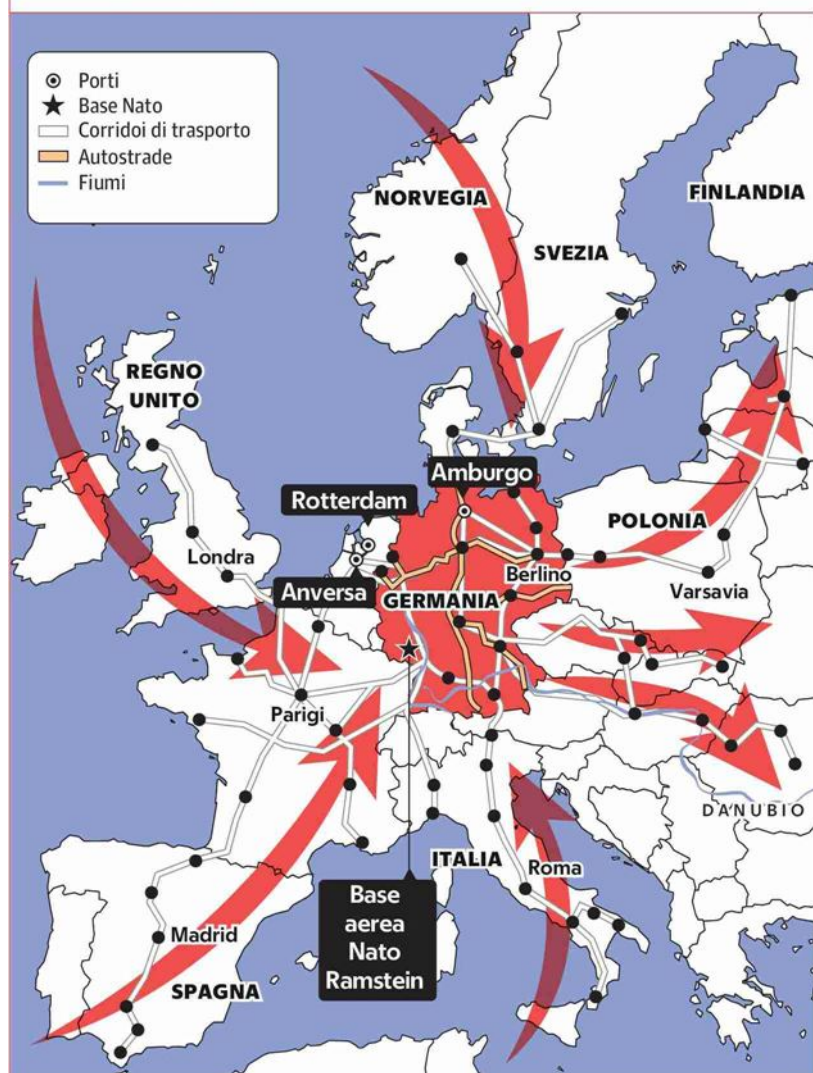 Porti
Base Nato
Corridoi di trasporto
Autostrade
Fiumi
NORVEGIA
FINLANDIA
SVEZIA
REGNO
UNITO
Amburgo
Rotterdam
POLONIA
Londra
Berlino
Anversa
GERMANIA
Varsavia
Parigi
DANUBIO
ITALIA
Roma
Base
aerea
Nato
Ramstein
Madrid
SPAGNA